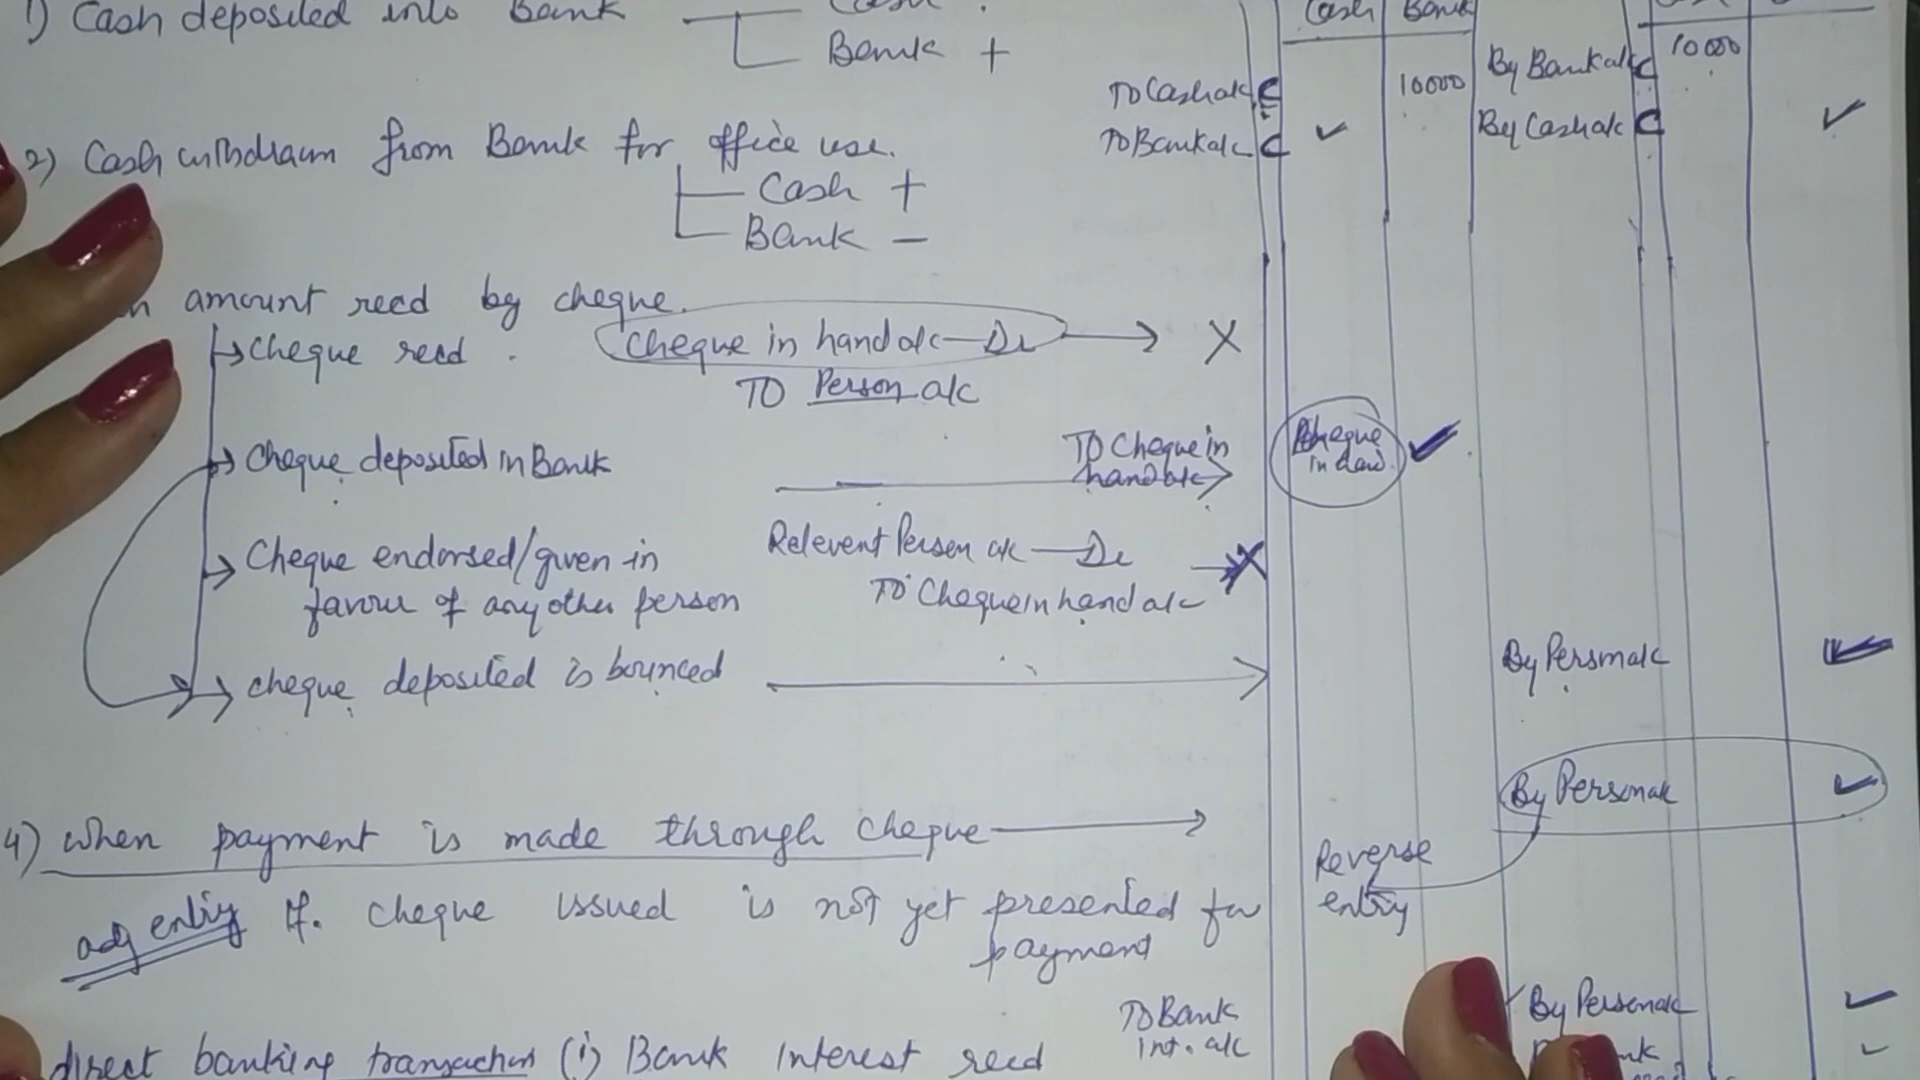 1) Cash deposited into Bank
Bank +
Cash Bank
To Cash a/c C 10000 By Bank a/c C 10000
2) Cash withdrawn from Bank for office use.
To Bank a/c C ✓ By Cash a/c C ✓
Cash +
Bank -
amount recd by cheque.
→ Cheque recd. Cheque in hand a/c — Dr → X
TO Person a/c
→ Cheque deposited in Bank
TO Cheque in
hand a/c
Cheque
in
→ Cheque endorsed/given in
favour of any other person
Relevent Person a/c — Dr → X
To Cheque in hand a/c
→ cheque deposited is bounced
By Person a/c ✓
4) when payment is made through cheque →
By Person a/c ✓
Reverse
entry
adj entry If. cheque issued is not yet presented for
payment
By Person a/c ✓
direct banking transaction (i) Bank Interest recd
TO Bank
int. a/c